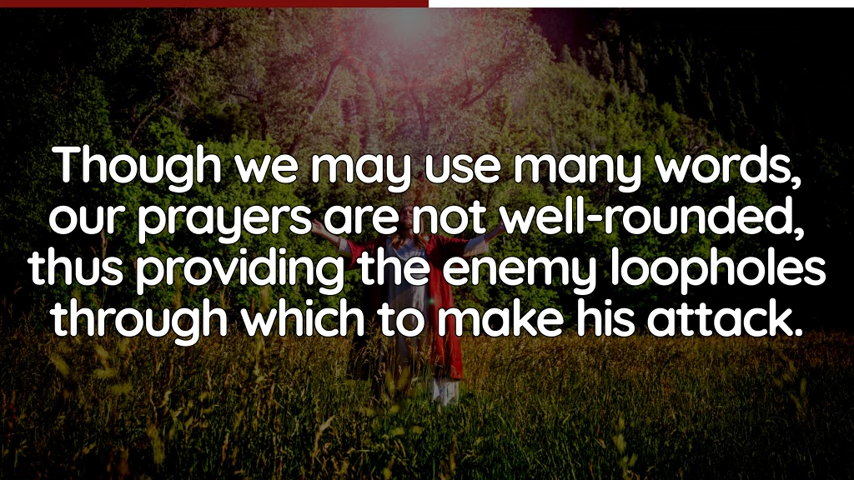 Though we may use many words,
our prayers are not well-rounded,
thus providing the enemy loopholes
through which to make his attack.